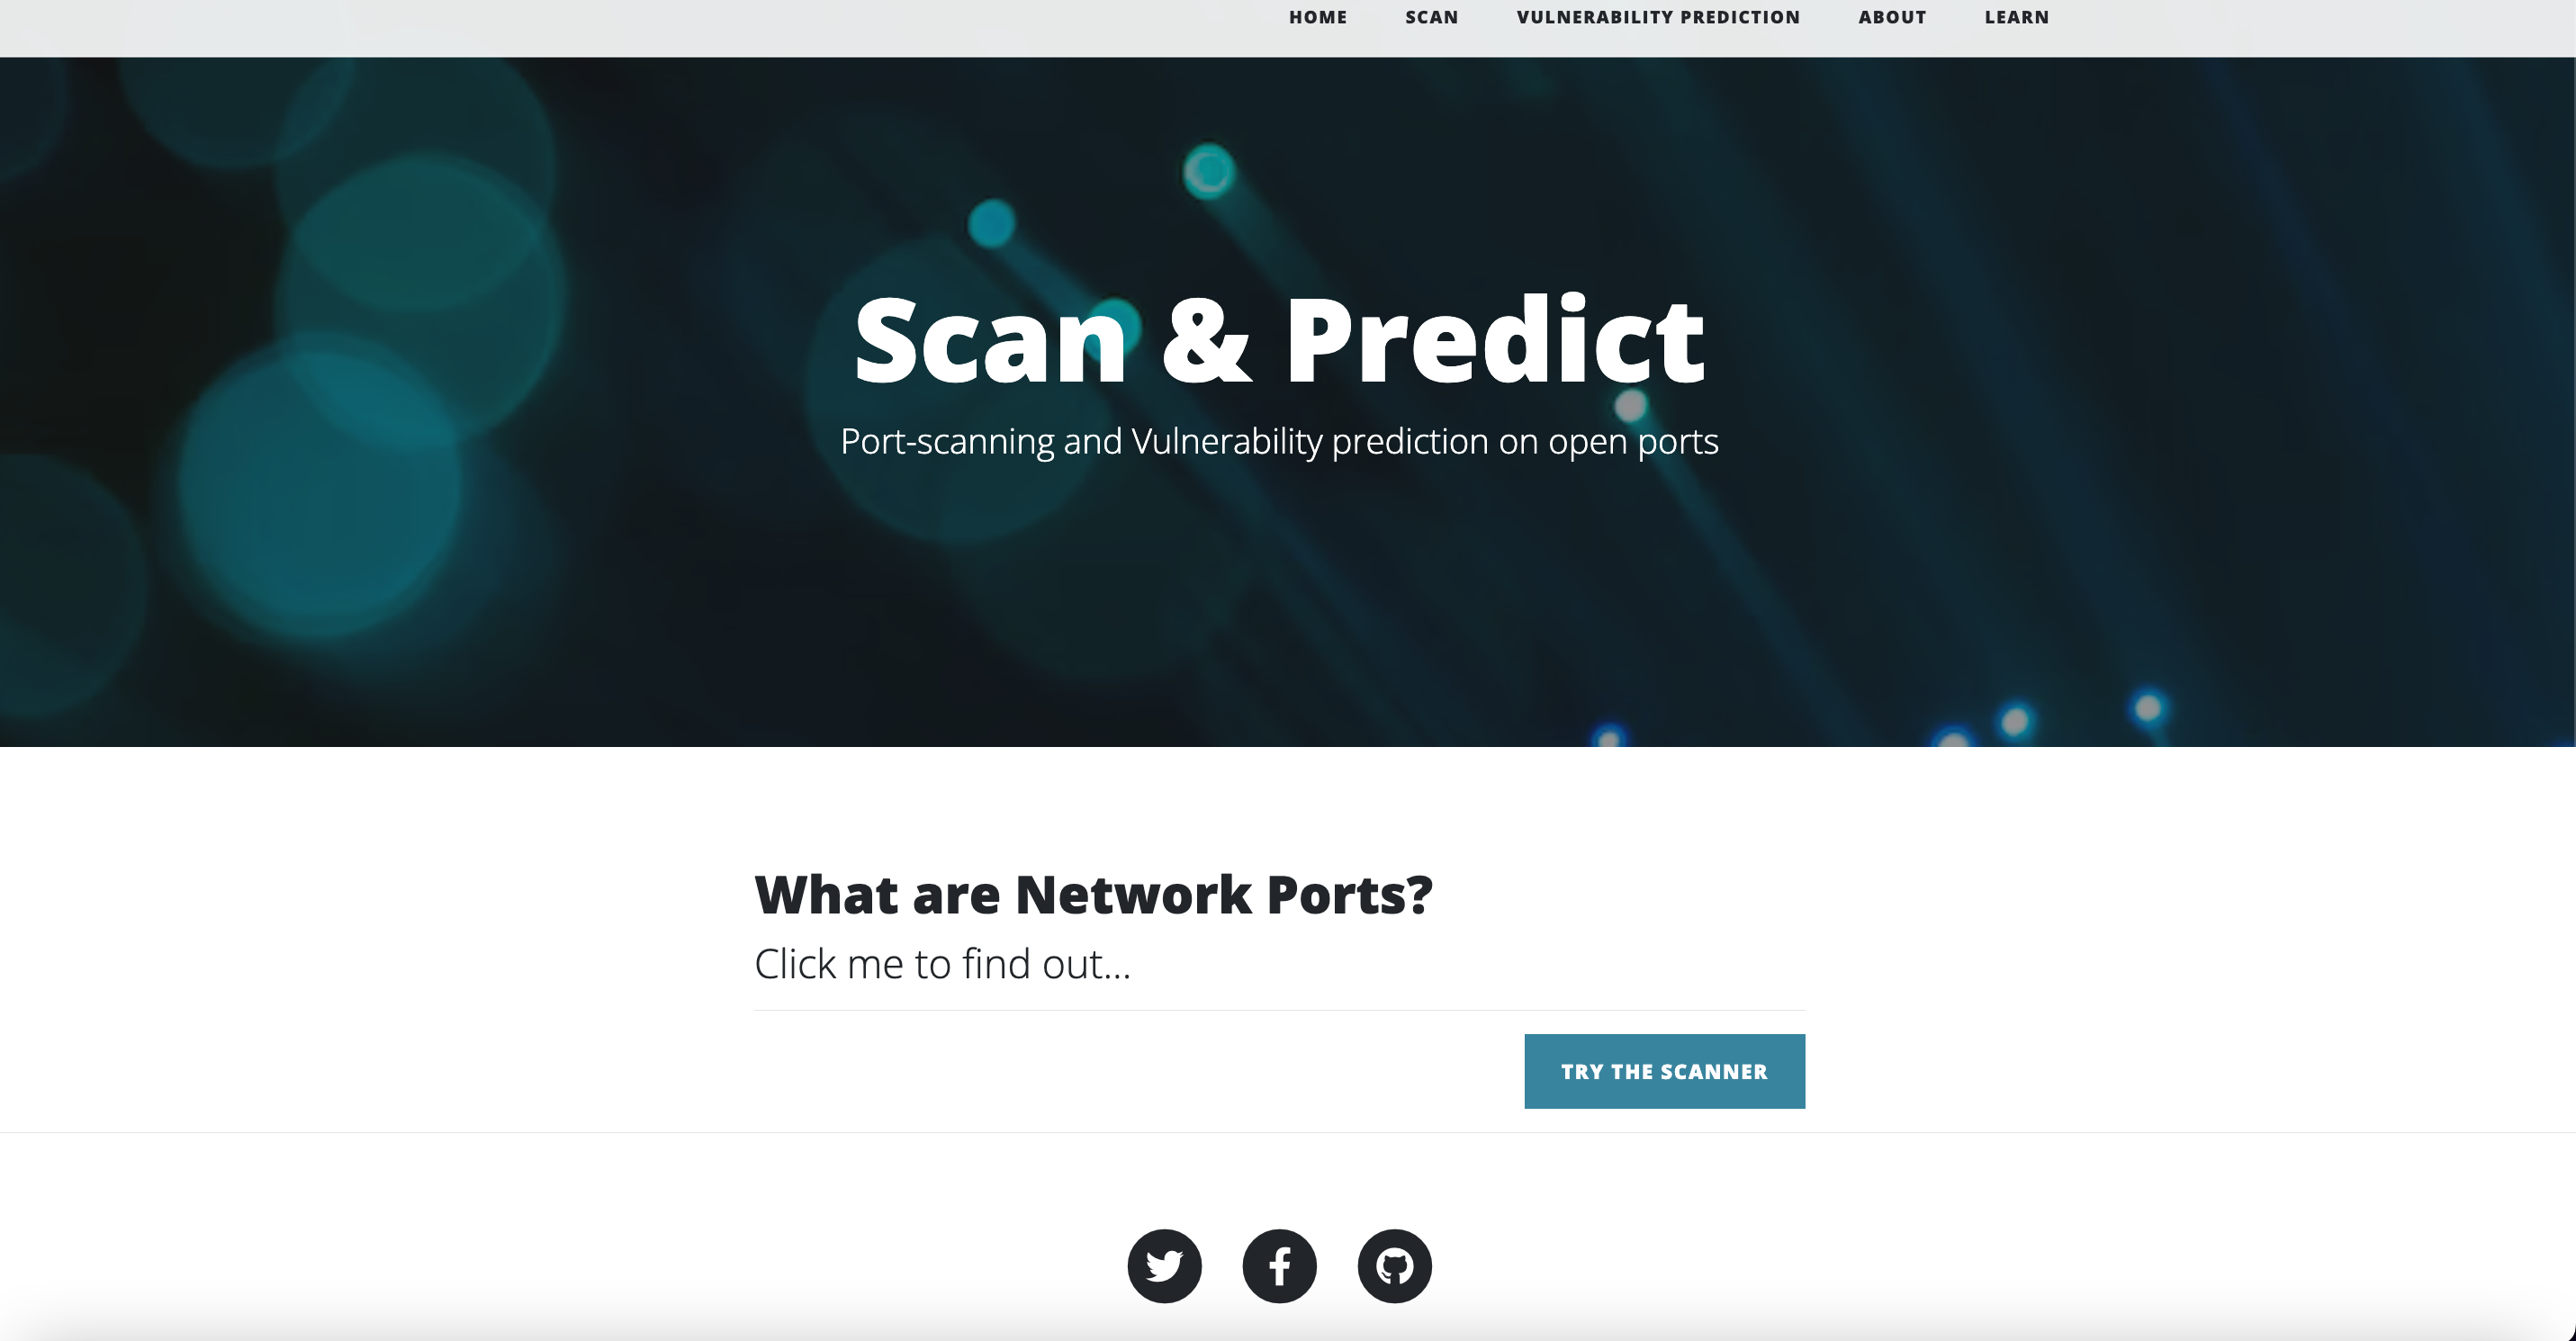 HOME SCAN VULNERABILITY PREDICTION ABOUT LEARN
Scan & Predict
Port-scanning and Vulnerability prediction on open ports
What are Network Ports?
Click me to find out...
TRY THE SCANNER